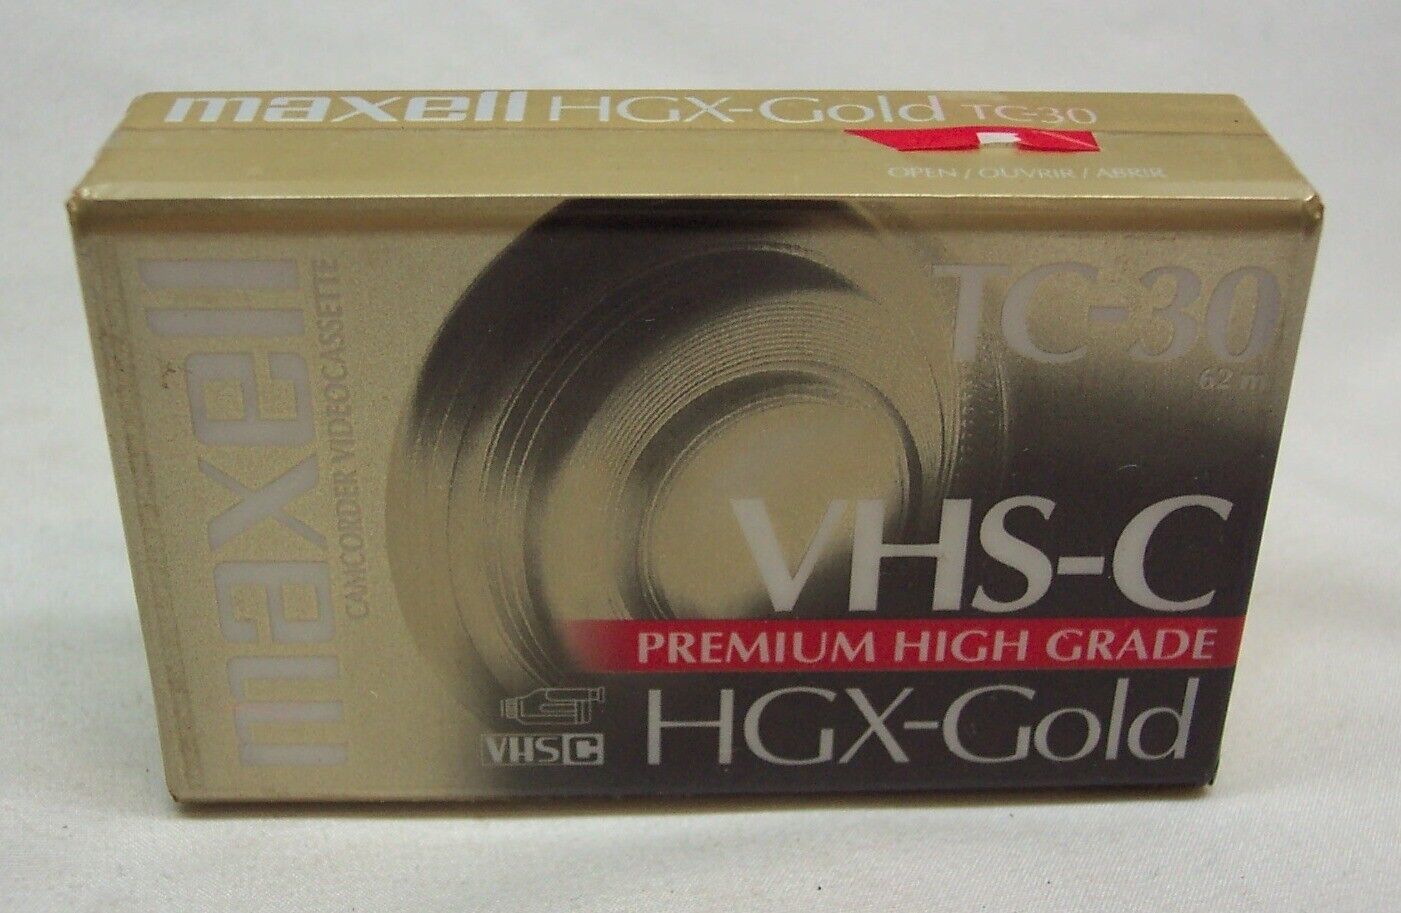 maxell HGX-Gold TC-30
OPEN / OUVRIR / ABRIR
maxell
CAMCORDER VIDEOCASSETTE
TC-30
62 m
VHS-C
PREMIUM HIGH GRADE
HGX-Gold
VHS C